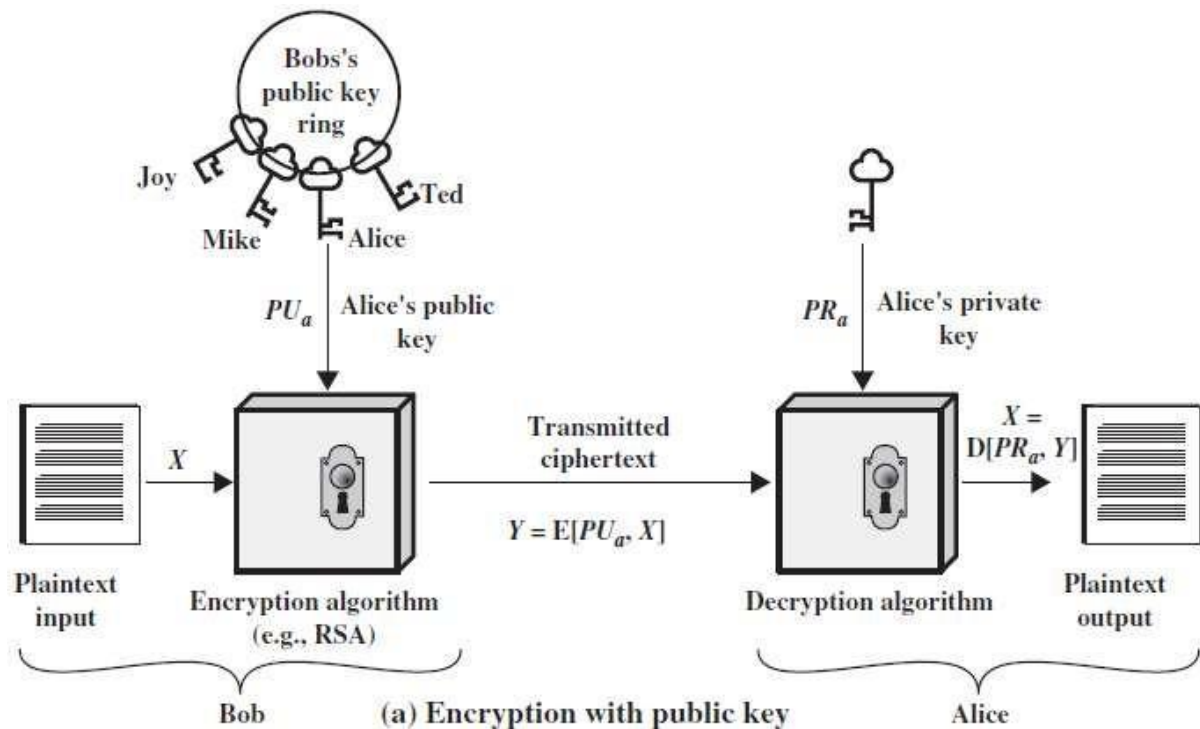 Bobs's
public key
ring
Joy
Mike
Alice
Ted
PUa
Alice's public
key
PRa
Alice's private
key
X
Transmitted
ciphertext
Y = E[PUa, X]
X =
D[PRa, Y]
Plaintext
input
Encryption algorithm
(e.g., RSA)
Decryption algorithm
Plaintext
output
Bob
(a) Encryption with public key
Alice